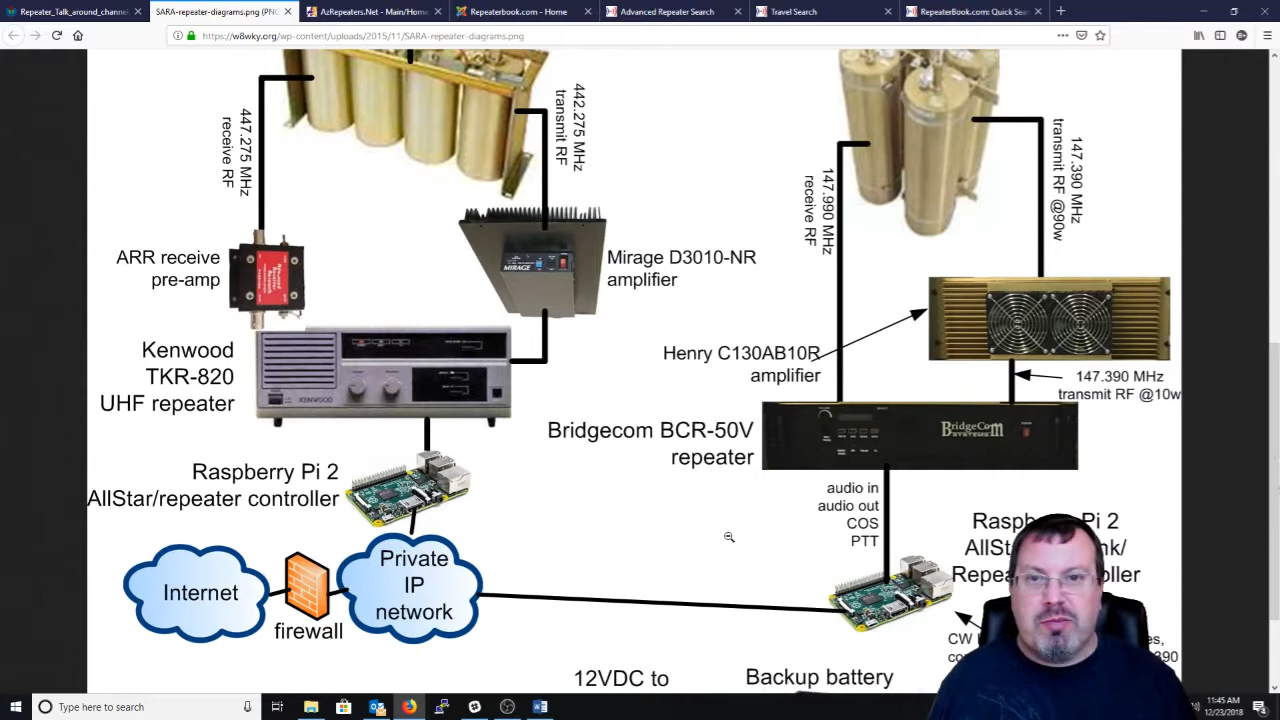 Repeater_Talk_around_channel
SARA-repeater-diagrams.png (PNG
AzRepeaters.Net - Main/Home
Repeaterbook.com - Home
Advanced Repeater Search
Travel Search
RepeaterBook.com: Quick Sear
https://w8wky.org/wp-content/uploads/2015/11/SARA-repeater-diagrams.png
447.275 MHz
receive RF
442.275 MHz
transmit RF
147.990 MHz
receive RF
147.390 MHz
transmit RF @90w
ARR receive
pre-amp
MIRAGE
Mirage D3010-NR
amplifier
Kenwood
TKR-820
UHF repeater
KENWOOD
Henry C130AB10R
amplifier
147.390 MHz
transmit RF @10w
Bridgecom BCR-50V
repeater
BridgeCom
SYSTEMS
Raspberry Pi 2
AllStar/repeater controller
audio in
audio out
COS
PTT
Internet
firewall
Private
IP
network
12VDC to
Backup battery
Type here to search
11:45 AM
12/23/2018